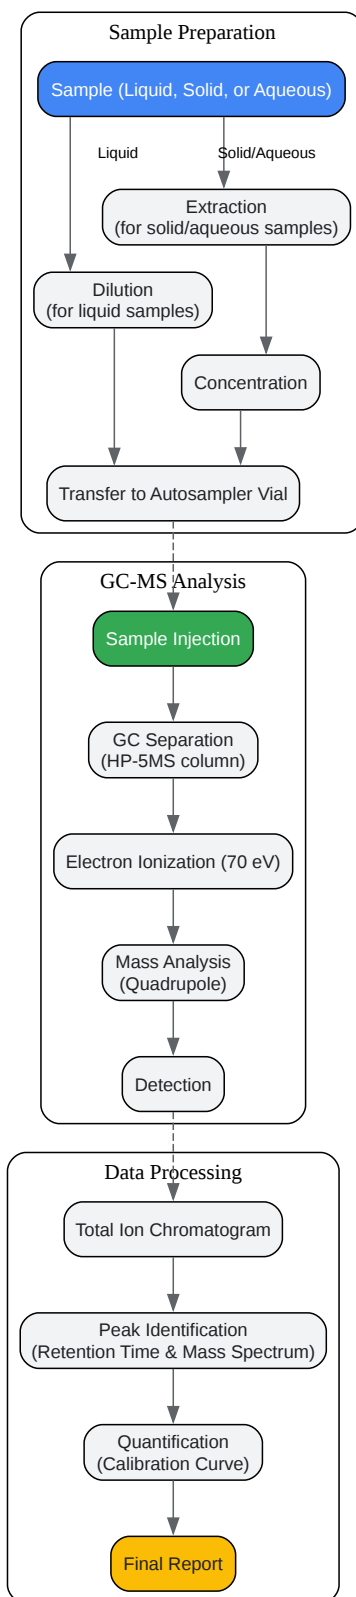 Sample Preparation
Sample (Liquid, Solid, or Aqueous)
Liquid
Solid/Aqueous
Extraction
(for solid/aqueous samples)
Dilution
(for liquid samples)
Concentration
Transfer to Autosampler Vial
GC-MS Analysis
Sample Injection
GC Separation
(HP-5MS column)
Electron Ionization (70 eV)
Mass Analysis
(Quadrupole)
Detection
Data Processing
Total Ion Chromatogram
Peak Identification
(Retention Time & Mass Spectrum)
Quantification
(Calibration Curve)
Final Report